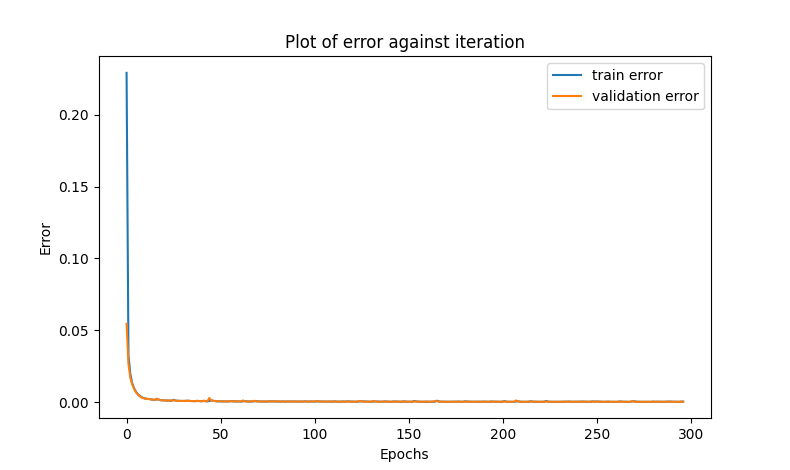 Plot of error against iteration
train error
validation error
Error
0.20
0.15
0.10
0.05
0.00
0 50 100 150 200 250 300
Epochs